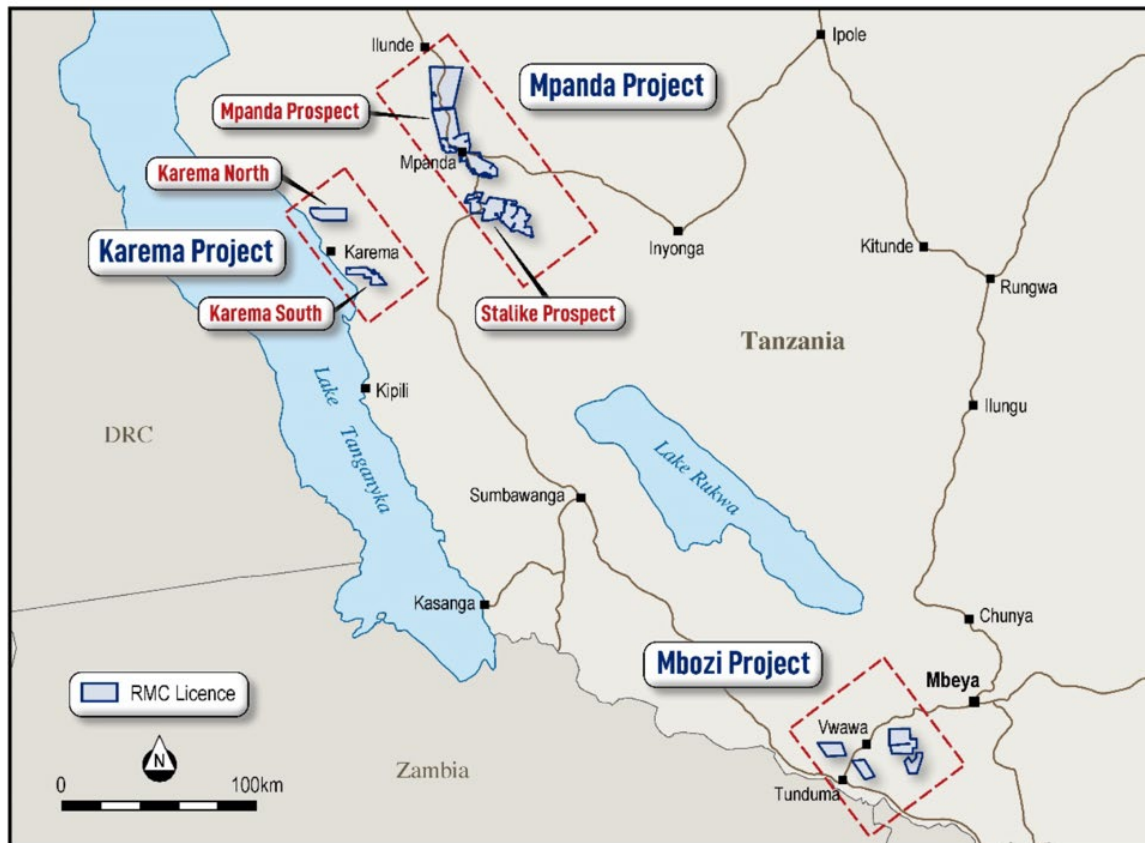 Ilunde
Ipole
Mpanda Project
Mpanda Prospect
Mpanda
Karema North
Inyonga
Kitunde
Karema Project
Karema
Rungwa
Karema South
Stalike Prospect
Tanzania
Kipili
Ilungu
DRC
Lake Tanganyika
Lake Rukwa
Sumbawanga
Kasanga
Chunya
Mbozi Project
Mbeya
RMC Licence
Vwawa
N
Zambia
Tunduma
0 100km